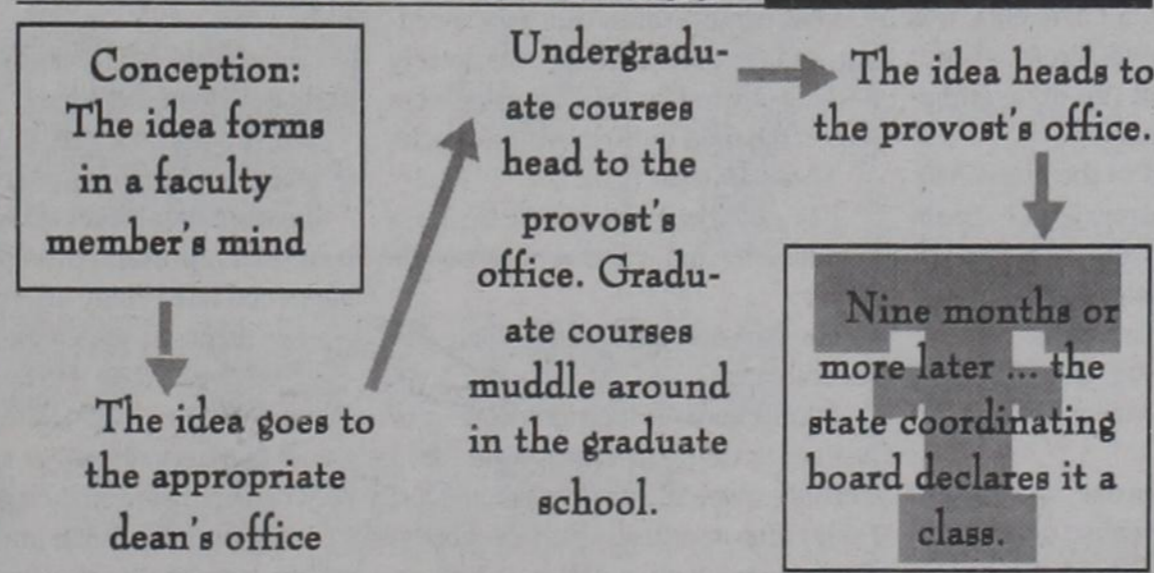 Conception:
The idea forms
in a faculty
member's mind
The idea goes to
the appropriate
dean's office
Undergradu-
ate courses
head to the
provost's
office. Gradu-
ate courses
muddle around
in the graduate
school.
The idea heads to
the provost's office.
Nine months or
more later ... the
state coordinating
board declares it a
class.